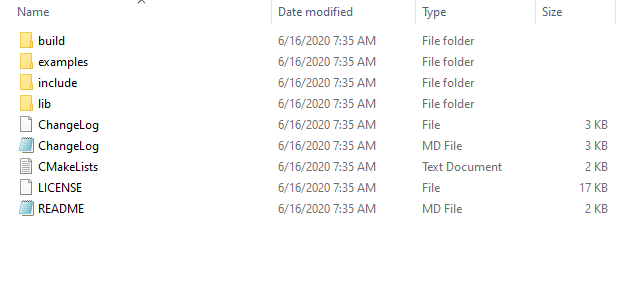 Name Date modified Type Size
build 6/16/2020 7:35 AM File folder
examples 6/16/2020 7:35 AM File folder
include 6/16/2020 7:35 AM File folder
lib 6/16/2020 7:35 AM File folder
ChangeLog 6/16/2020 7:35 AM File 3 KB
ChangeLog 6/16/2020 7:35 AM MD File 3 KB
CMakeLists 6/16/2020 7:35 AM Text Document 2 KB
LICENSE 6/16/2020 7:35 AM File 17 KB
README 6/16/2020 7:35 AM MD File 2 KB